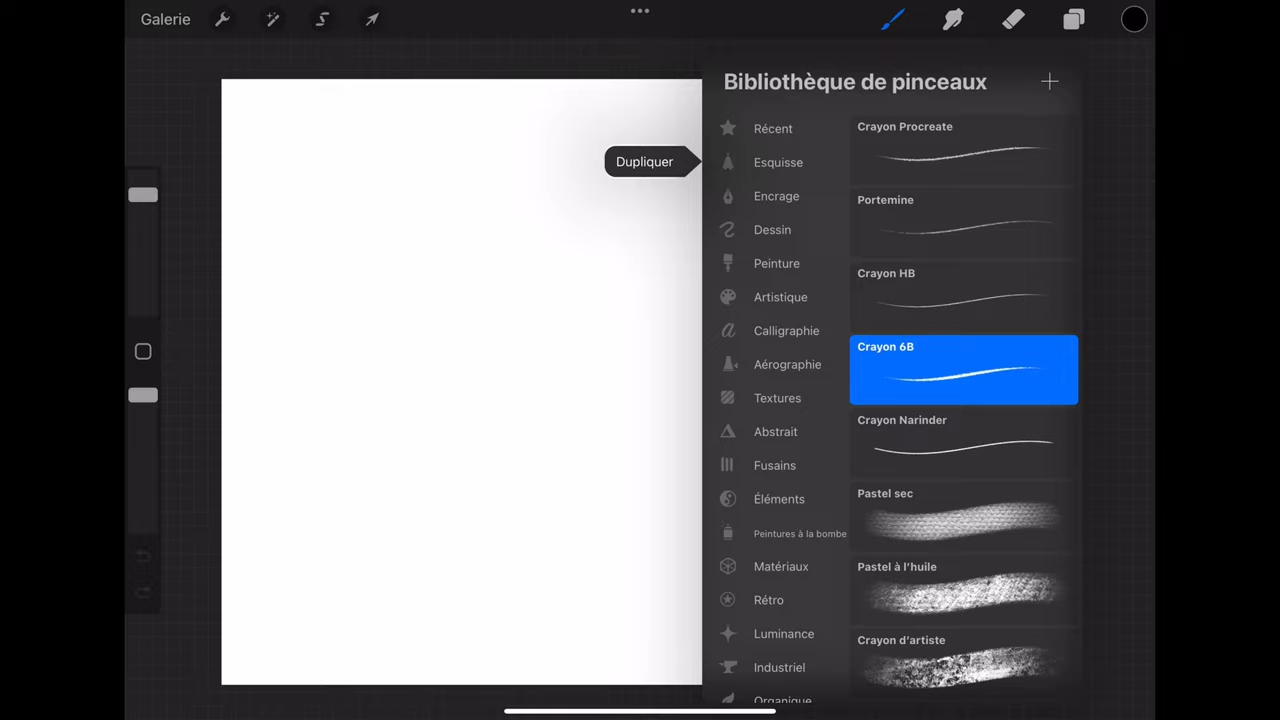 Galerie
Bibliothèque de pinceaux
Dupliquer
Récent
Esquisse
Encrage
Dessin
Peinture
Artistique
Calligraphie
Aérographie
Textures
Abstrait
Fusains
Éléments
Peintures à la bombe
Matériaux
Rétro
Luminance
Industriel
Organique
Crayon Procreate
Portemine
Crayon HB
Crayon 6B
Crayon Narinder
Pastel sec
Pastel à l’huile
Crayon d’artiste